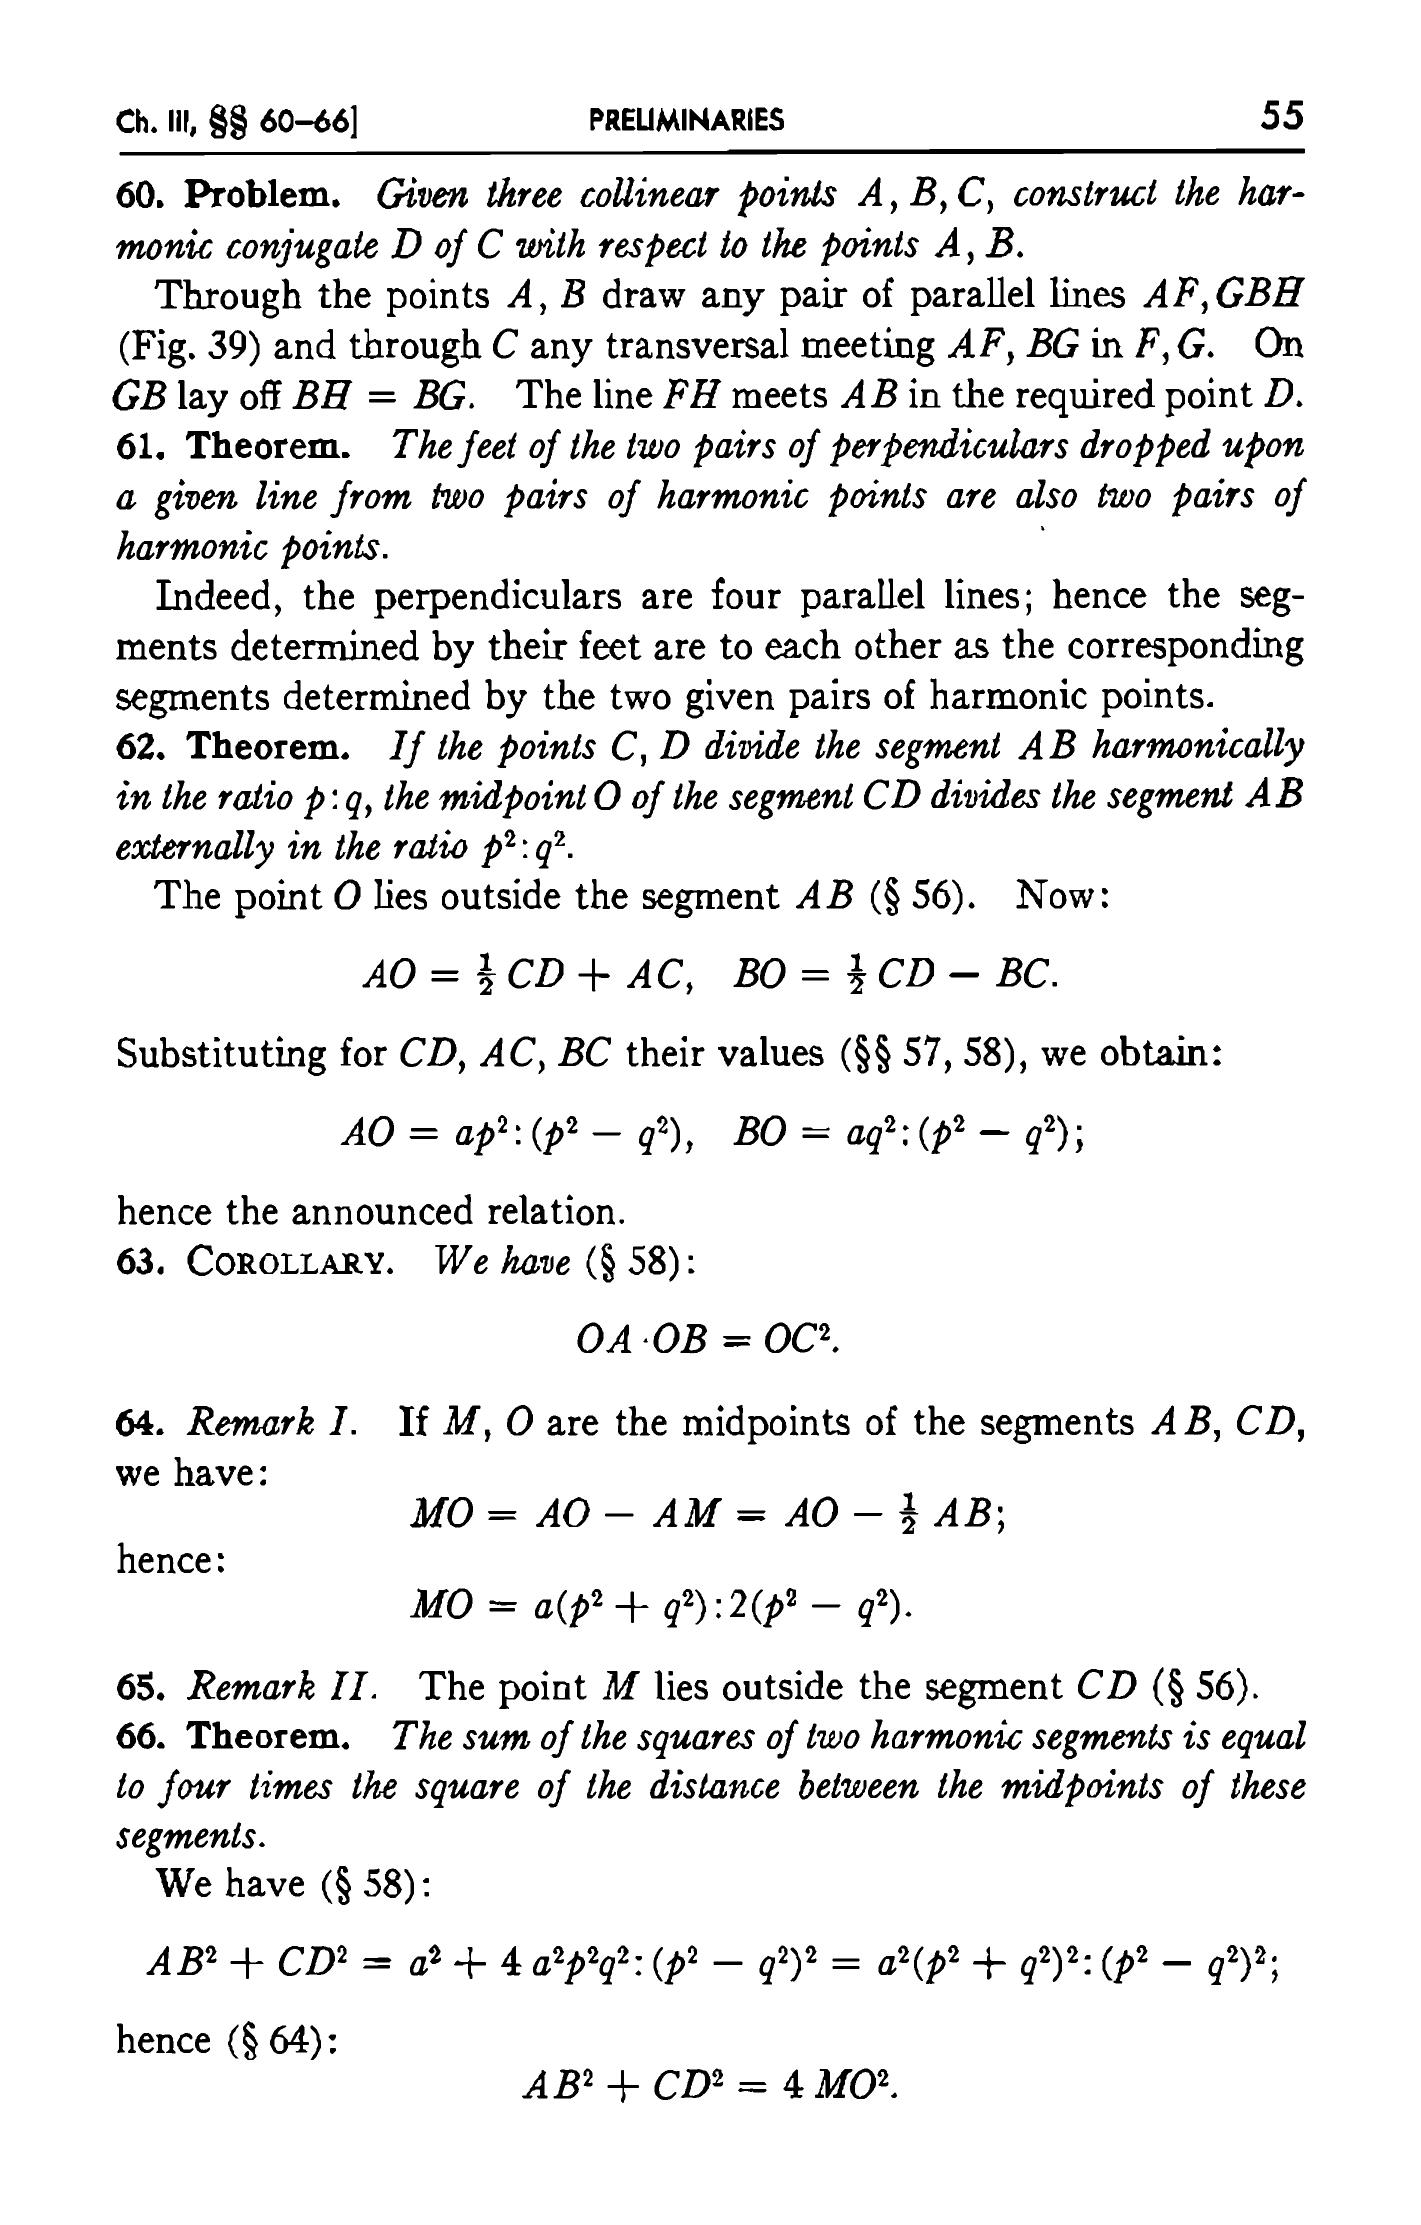 Ch. III, §§ 60–66] PRELIMINARIES 55
60. Problem. Given three collinear points A, B, C, construct the har-
monic conjugate D of C with respect to the points A, B.
Through the points A, B draw any pair of parallel lines AF, GBH
(Fig. 39) and through C any transversal meeting AF, BG in F, G. On
GB lay off BH = BG. The line FH meets AB in the required point D.
61. Theorem. The feet of the two pairs of perpendiculars dropped upon
a given line from two pairs of harmonic points are also two pairs of
harmonic points.
Indeed, the perpendiculars are four parallel lines; hence the seg-
ments determined by their feet are to each other as the corresponding
segments determined by the two given pairs of harmonic points.
62. Theorem. If the points C, D divide the segment AB harmonically
in the ratio p:q, the midpoint O of the segment CD divides the segment AB
externally in the ratio p²:q².
The point O lies outside the segment AB (§ 56). Now:
AO = ½ CD + AC, BO = ½ CD − BC.
Substituting for CD, AC, BC their values (§§ 57, 58), we obtain:
AO = ap²:(p² − q²), BO = aq²:(p² − q²);
hence the announced relation.
63. COROLLARY. We have (§ 58):
OA·OB = OC².
64. Remark I. If M, O are the midpoints of the segments AB, CD,
we have:
MO = AO − AM = AO − ½ AB;
hence:
MO = a(p² + q²):2(p² − q²).
65. Remark II. The point M lies outside the segment CD (§ 56).
66. Theorem. The sum of the squares of two harmonic segments is equal
to four times the square of the distance between the midpoints of these
segments.
We have (§ 58):
AB² + CD² = a² + 4 a²p²q²:(p² − q²)² = a²(p² + q²)²:(p² − q²)²;
hence (§ 64):
AB² + CD² = 4 MO².